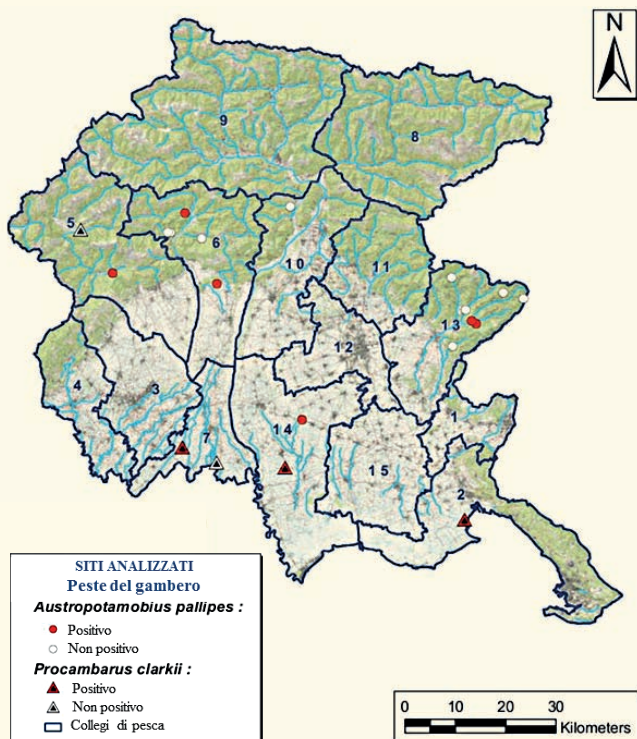 N
9
8
5
6
10
11
13
12
4
3
7
14
1
15
2
SITI ANALIZZATI
Peste del gambero
Austropotamobius pallipes :
Positivo
Non positivo
Procambarus clarkii :
Positivo
Non positivo
Collegi di pesca
0 5 10 20 30
Kilometers